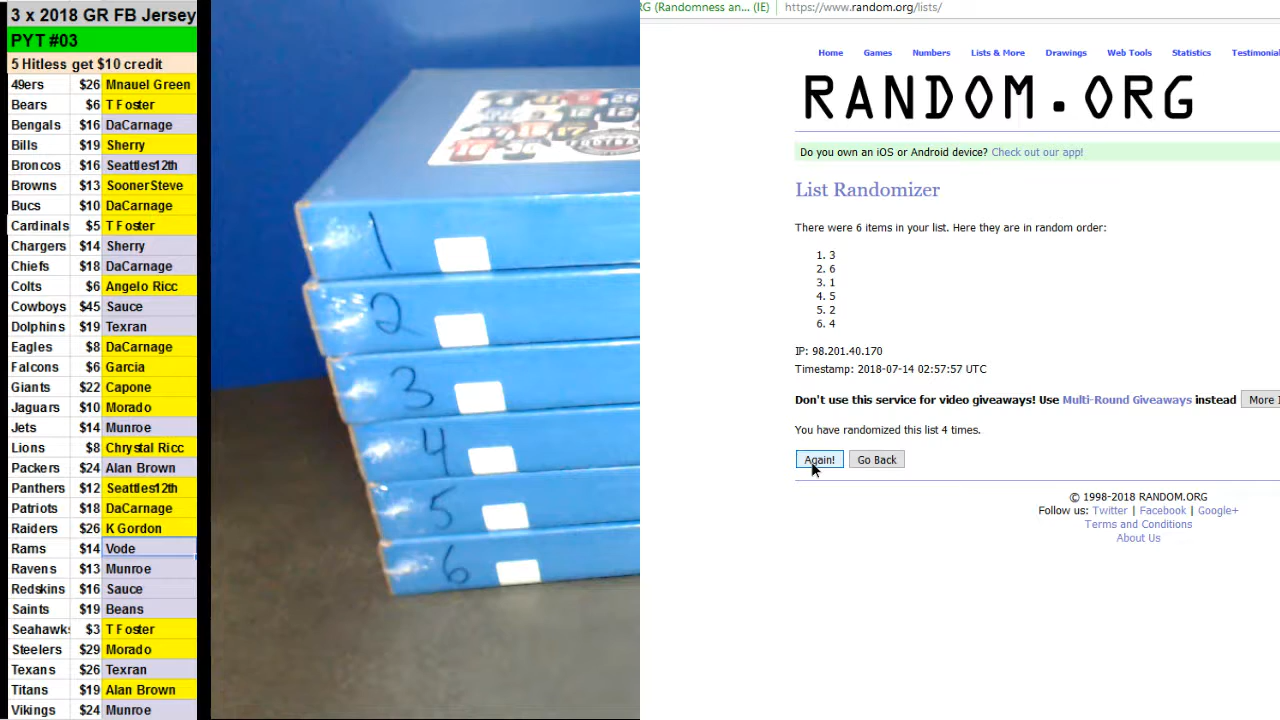 3 x 2018 GR FB Jersey
PYT #03
5 Hitless get $10 credit
49ers $26 Mnauel Green
Bears $6 T Foster
Bengals $16 DaCarnage
Bills $19 Sherry
Broncos $16 Seattles12th
Browns $13 SoonerSteve
Bucs $10 DaCarnage
Cardinals $5 T Foster
Chargers $14 Sherry
Chiefs $18 DaCarnage
Colts $6 Angelo Ricc
Cowboys $45 Sauce
Dolphins $19 Texran
Eagles $8 DaCarnage
Falcons $6 Garcia
Giants $22 Capone
Jaguars $10 Morado
Jets $14 Munroe
Lions $8 Chrystal Ricc
Packers $24 Alan Brown
Panthers $12 Seattles12th
Patriots $18 DaCarnage
Raiders $26 K Gordon
Rams $14 Vode
Ravens $13 Munroe
Redskins $16 Sauce
Saints $19 Beans
Seahawks $3 T Foster
Steelers $29 Morado
Texans $26 Texran
Titans $19 Alan Brown
Vikings $24 Munroe
1
2
3
4
5
6
RG (Randomness an... (IE) https://www.random.org/lists/
Home Games Numbers Lists & More Drawings Web Tools Statistics Testimonial
RANDOM.ORG
Do you own an iOS or Android device? Check out our app!
List Randomizer
There were 6 items in your list. Here they are in random order:
1. 3
2. 6
3. 1
4. 5
5. 2
6. 4
IP: 98.201.40.170
Timestamp: 2018-07-14 02:57:57 UTC
Don't use this service for video giveaways! Use Multi-Round Giveaways instead More I
You have randomized this list 4 times.
Again! Go Back
© 1998-2018 RANDOM.ORG
Follow us: Twitter | Facebook | Google+
Terms and Conditions
About Us